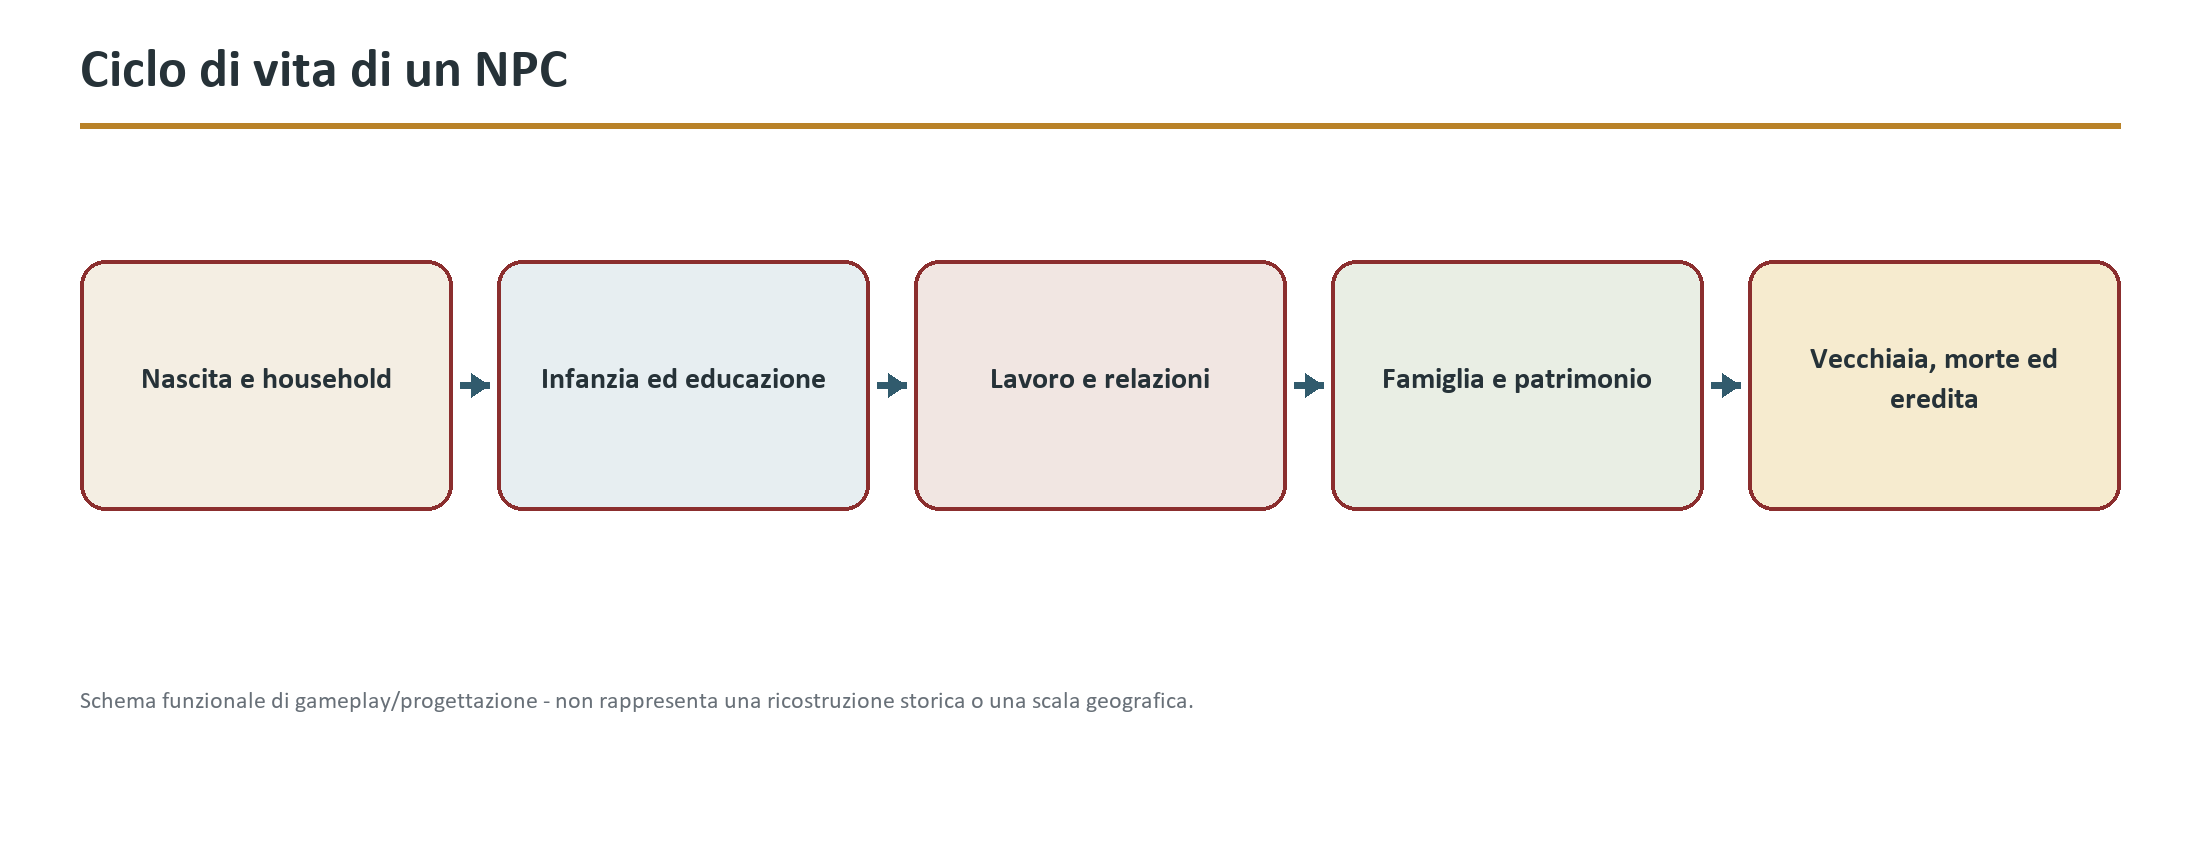 Ciclo di vita di un NPC
Nascita e household
Infanzia ed educazione
Lavoro e relazioni
Famiglia e patrimonio
Vecchiaia, morte ed
eredita
Schema funzionale di gameplay/progettazione - non rappresenta una ricostruzione storica o una scala geografica.